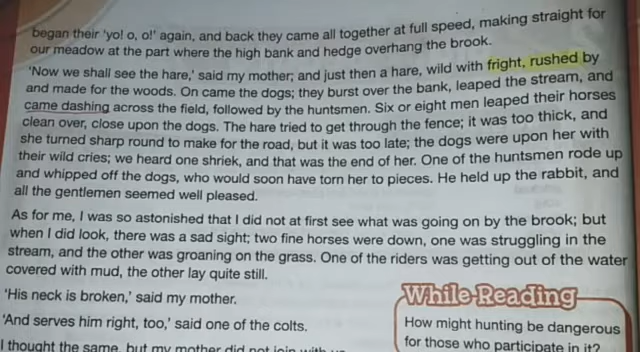 began their 'yo! o, o!' again, and back they came all together at full speed, making straight for
our meadow at the part where the high bank and hedge overhang the brook.
'Now we shall see the hare,' said my mother; and just then a hare, wild with fright, rushed by
and made for the woods. On came the dogs; they burst over the bank, leaped the stream, and
came dashing across the field, followed by the huntsmen. Six or eight men leaped their horses
clean over, close upon the dogs. The hare tried to get through the fence; it was too thick, and
she turned sharp round to make for the road, but it was too late; the dogs were upon her with
their wild cries; we heard one shriek, and that was the end of her. One of the huntsmen rode up
and whipped off the dogs, who would soon have torn her to pieces. He held up the rabbit, and
all the gentlemen seemed well pleased.
As for me, I was so astonished that I did not at first see what was going on by the brook; but
when I did look, there was a sad sight; two fine horses were down, one was struggling in the
stream, and the other was groaning on the grass. One of the riders was getting out of the water
covered with mud, the other lay quite still.
'His neck is broken,' said my mother.
'And serves him right, too,' said one of the colts.
I thought the same, but my mother did not join with us
While-Reading
How might hunting be dangerous
for those who participate in it?